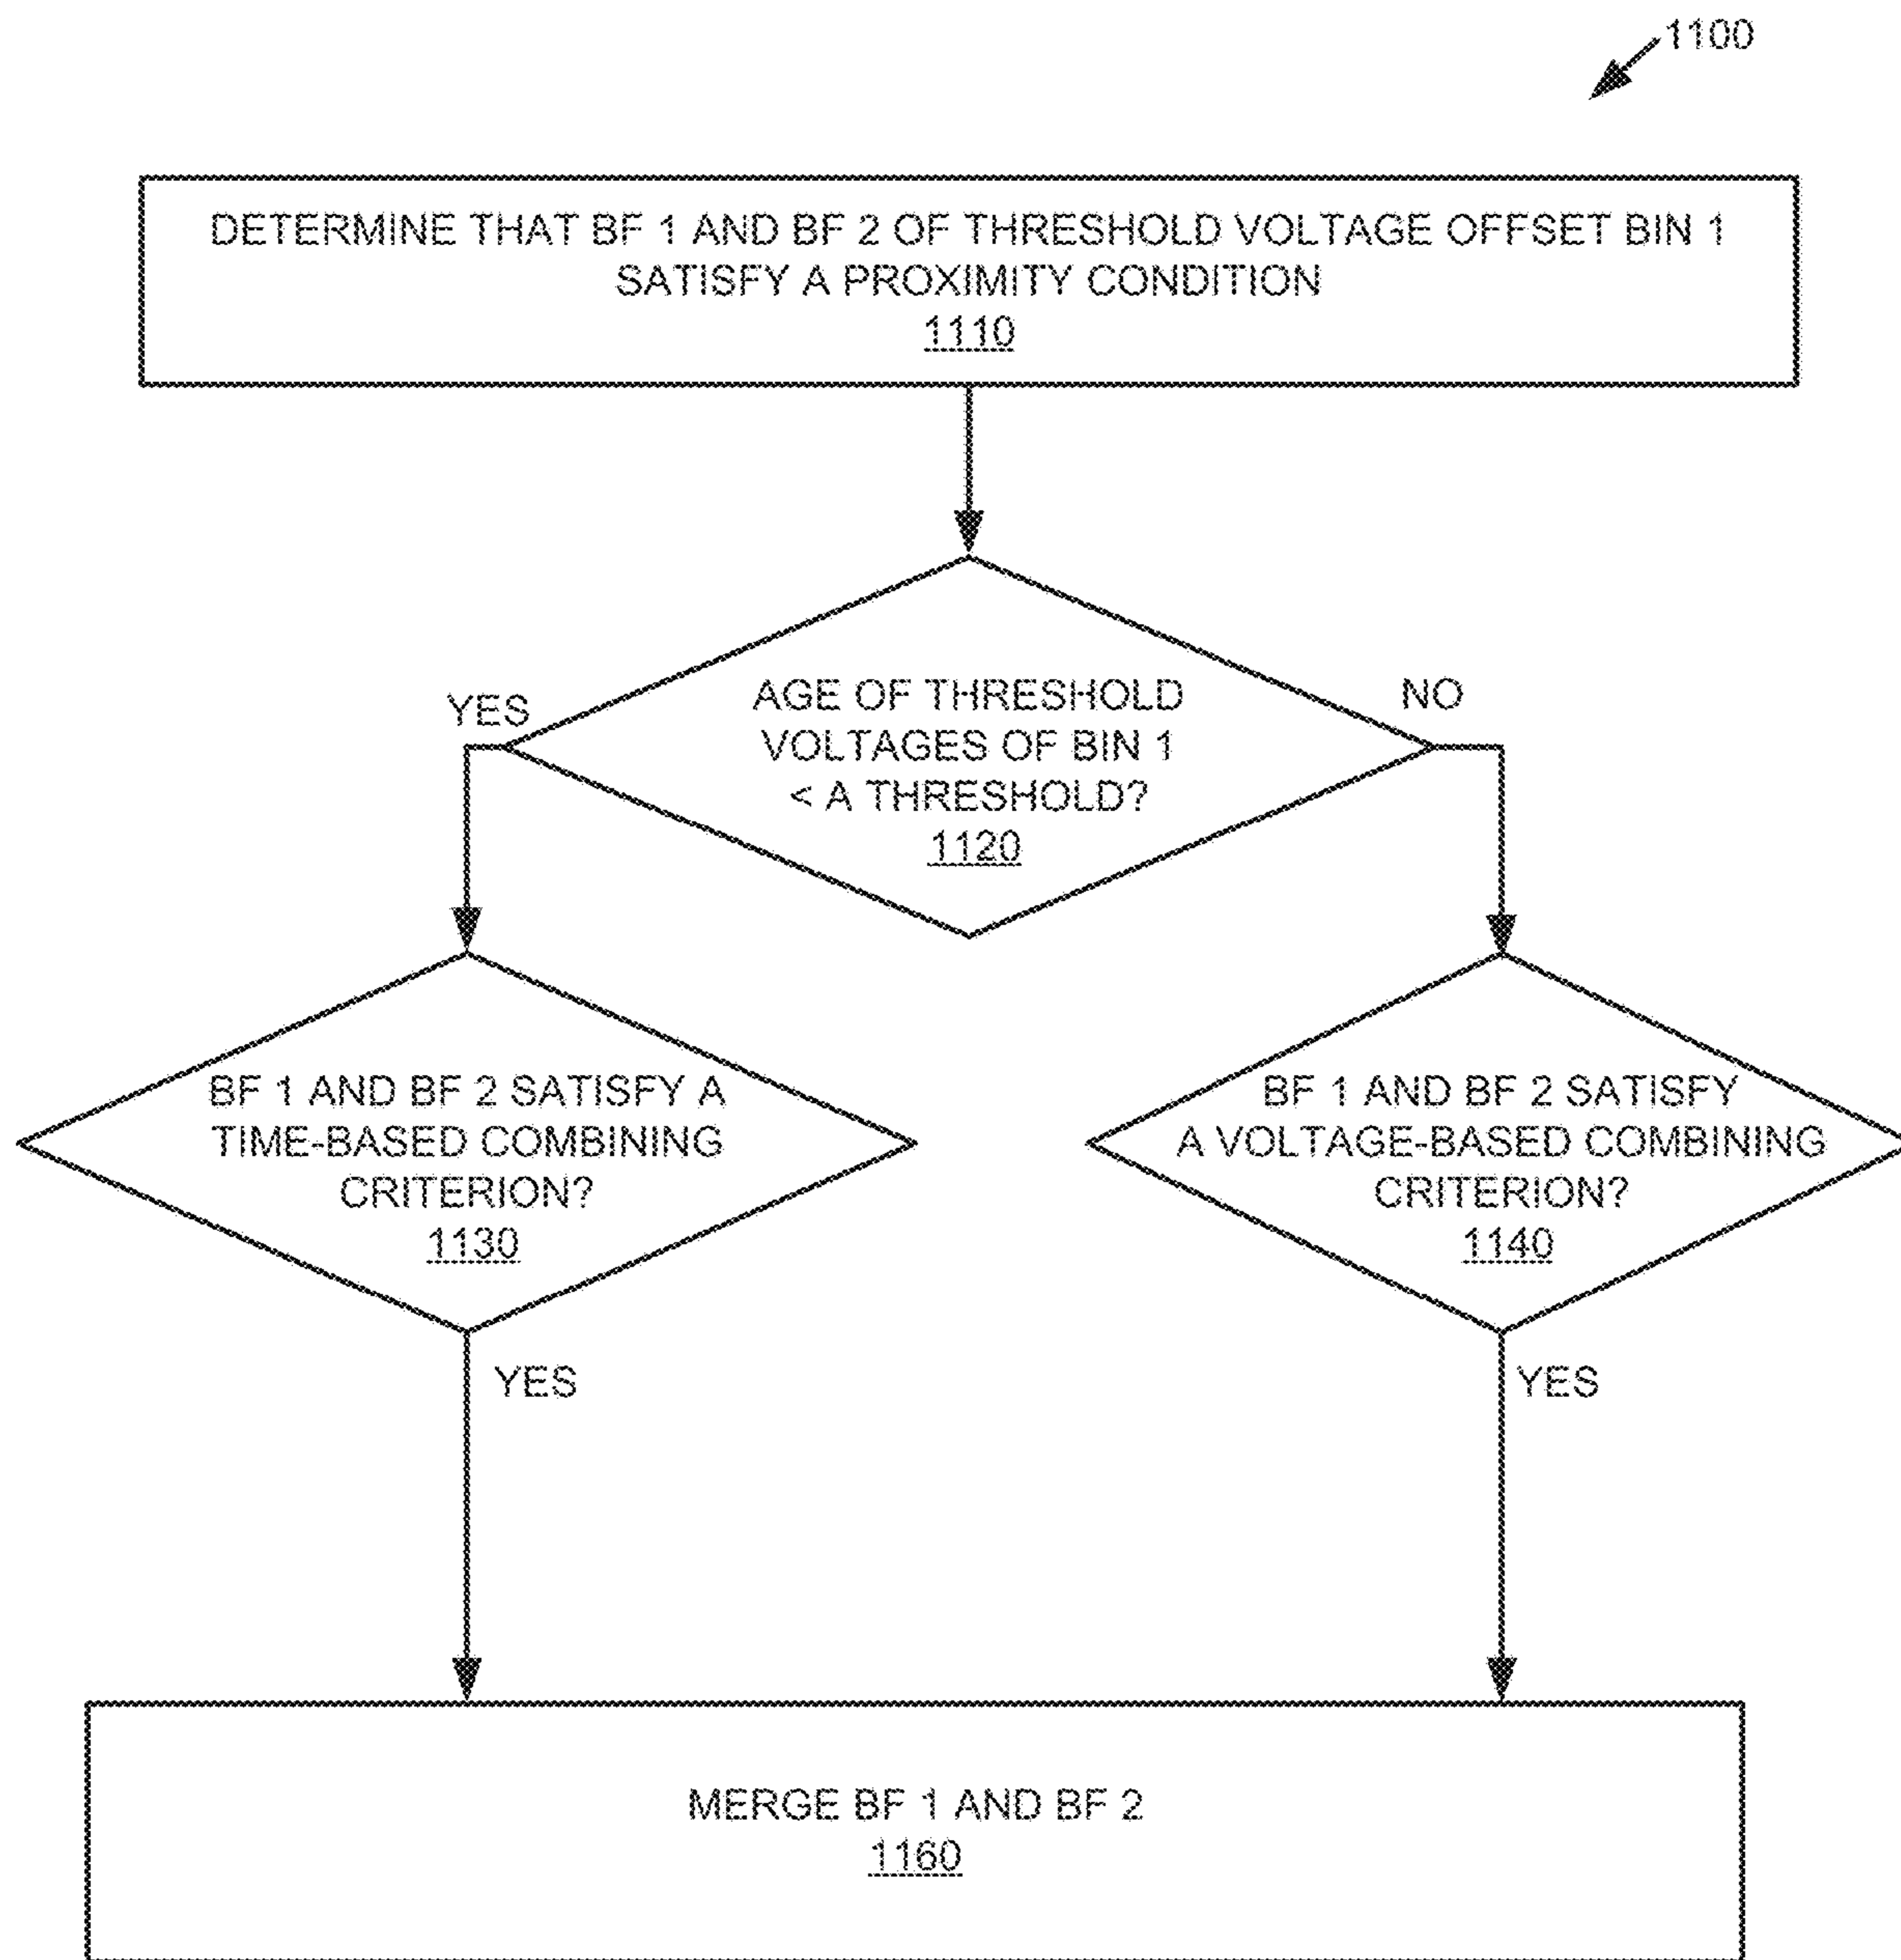 1100
DETERMINE THAT BF 1 AND BF 2 OF THRESHOLD VOLTAGE OFFSET BIN 1
SATISFY A PROXIMITY CONDITION
1110
AGE OF THRESHOLD
VOLTAGES OF BIN 1
< A THRESHOLD?
1120
YES
NO
BF 1 AND BF 2 SATISFY A
TIME-BASED COMBINING
CRITERION?
1130
BF 1 AND BF 2 SATISFY
A VOLTAGE-BASED COMBINING
CRITERION?
1140
YES
YES
MERGE BF 1 AND BF 2
1160